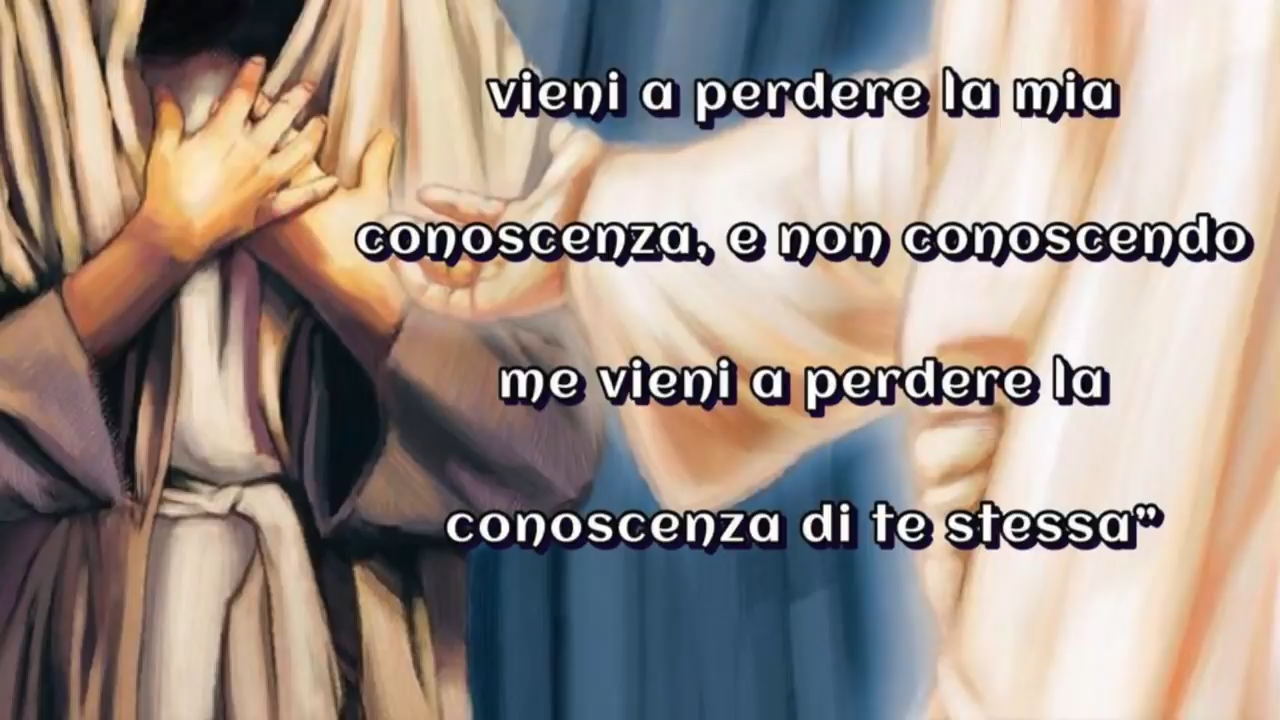 vieni a perdere la mia
conoscenza, e non conoscendo
me vieni a perdere la
conoscenza di te stessa”